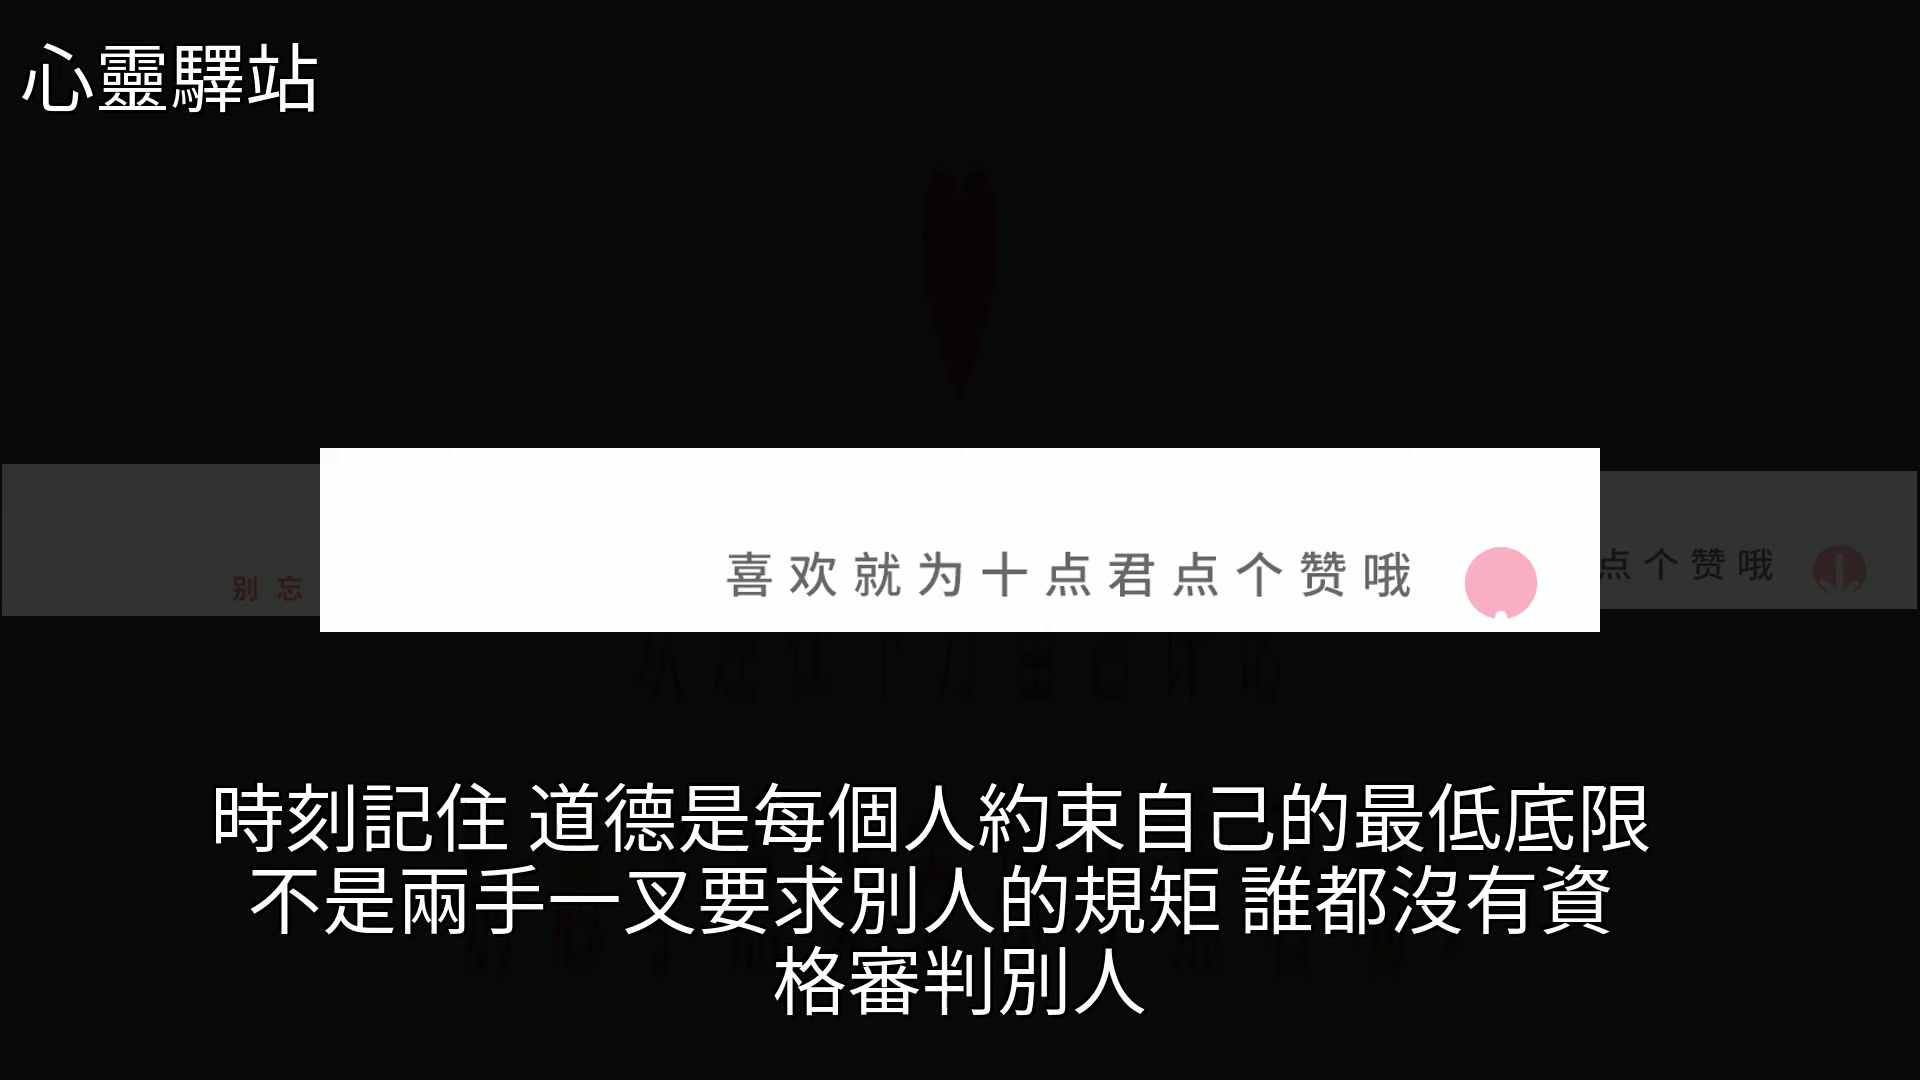 心靈驛站
喜欢就为十点君点个赞哦
别忘
点个赞哦
時刻記住 道德是每個人約束自己的最低底限
不是兩手一叉要求別人的規矩 誰都沒有資
格審判別人